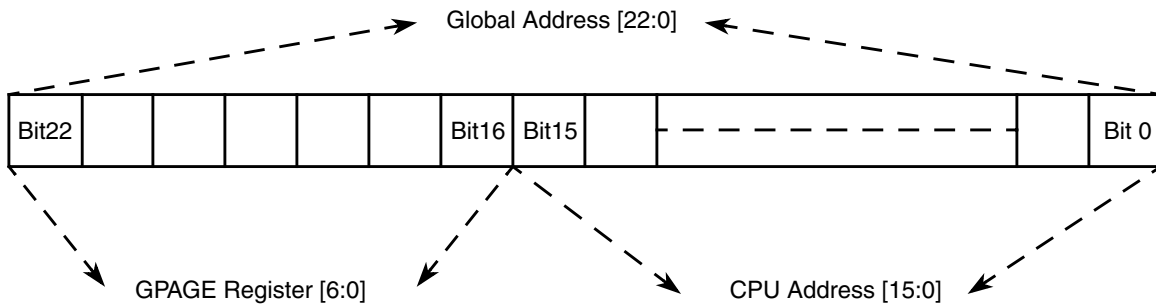 Global Address [22:0]
Bit22
Bit16
Bit15
Bit 0
GPAGE Register [6:0]
CPU Address [15:0]